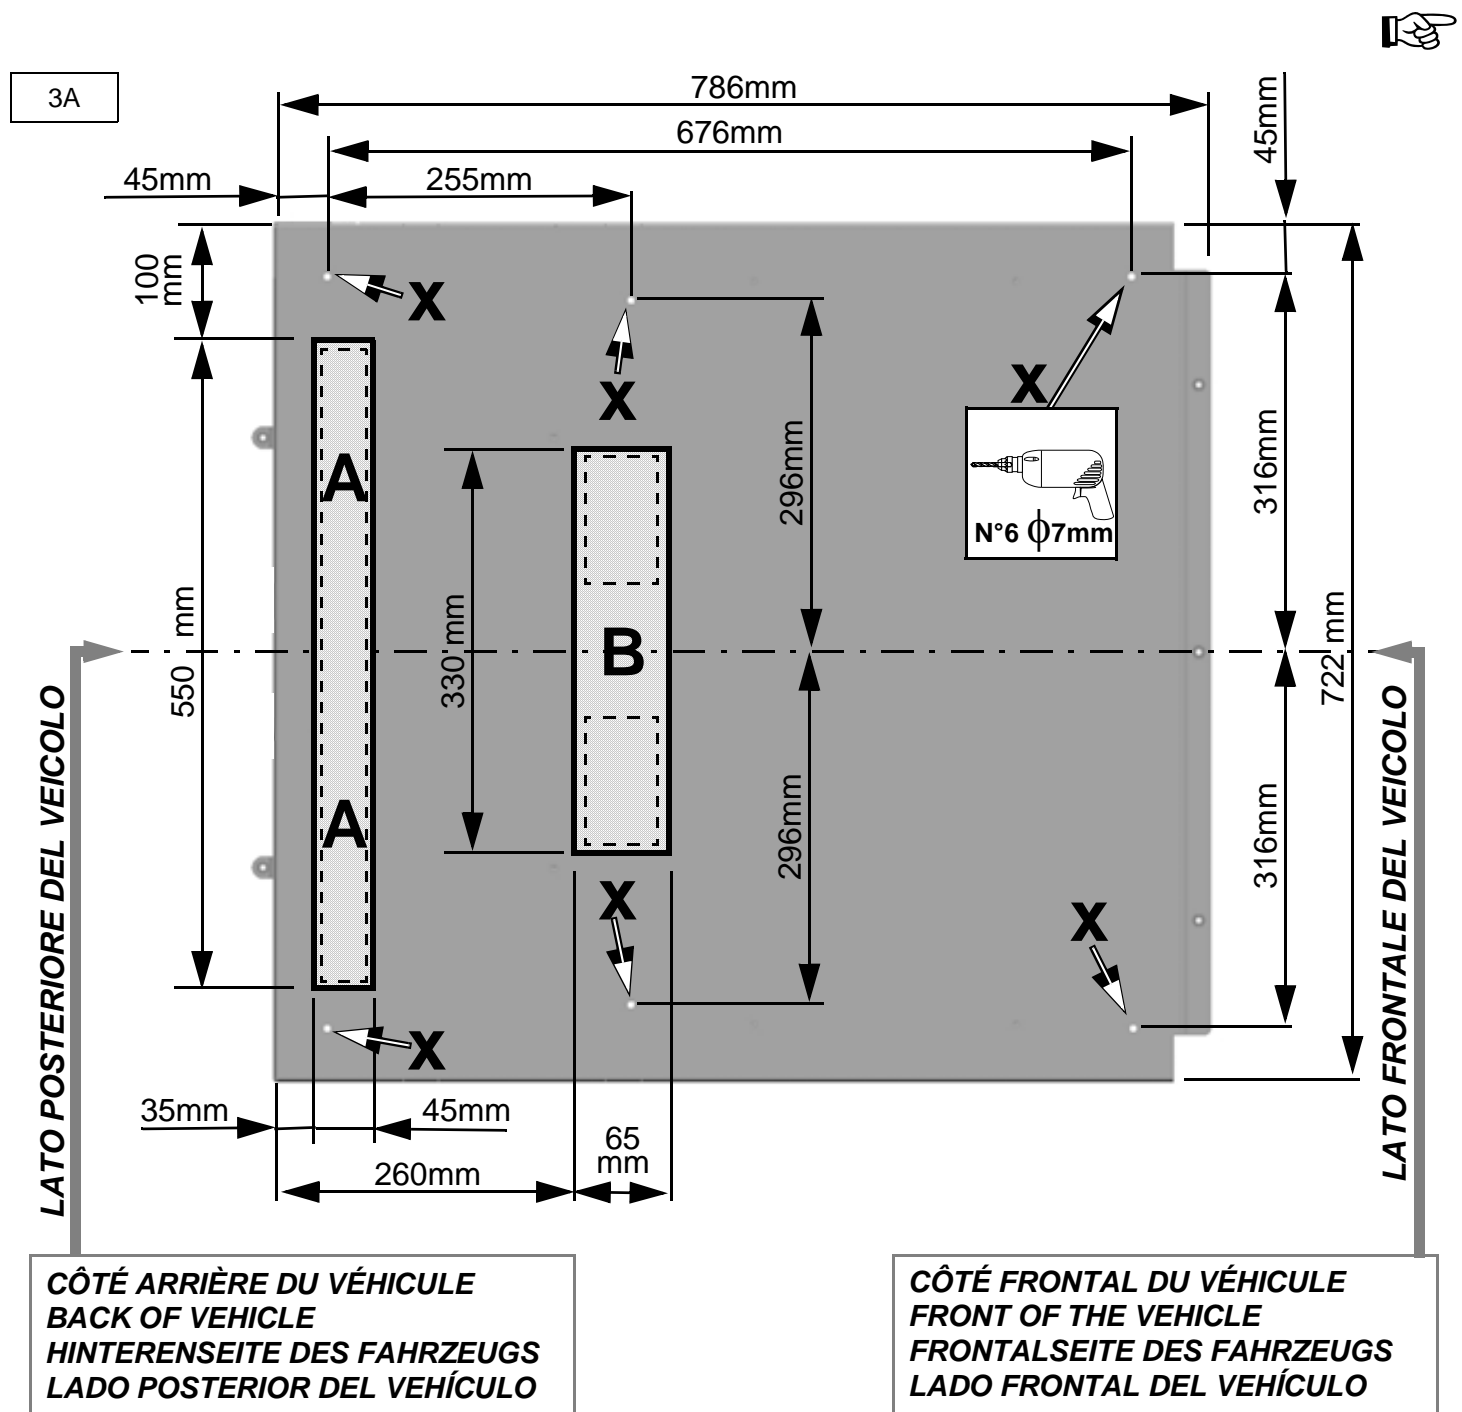 3A
786mm
676mm
45mm
45mm
255mm
100
mm
X
X
X
A
296mm
316mm
N°6 ϕ7mm
550 mm
330 mm
B
722 mm
LATO POSTERIORE DEL VEICOLO
LATO FRONTALE DEL VEICOLO
A
296mm
316mm
X
X
X
35mm
45mm
65
mm
260mm
CÔTÉ ARRIÈRE DU VÉHICULE
BACK OF VEHICLE
HINTERENSEITE DES FAHRZEUGS
LADO POSTERIOR DEL VEHÍCULO
CÔTÉ FRONTAL DU VÉHICULE
FRONT OF THE VEHICLE
FRONTALSEITE DES FAHRZEUGS
LADO FRONTAL DEL VEHÍCULO